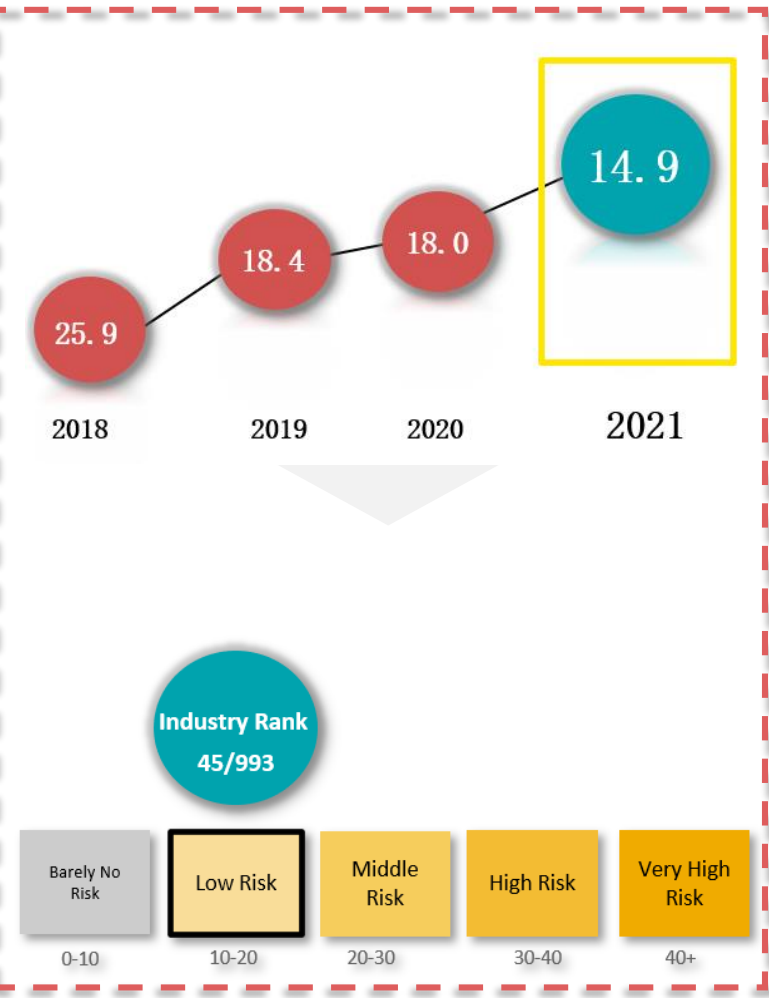 14.9
18.0
18.4
25.9
2018
2019
2020
2021
Industry Rank
45/993
Barely No
Risk
Low Risk
Middle
Risk
High Risk
Very High
Risk
0-10
10-20
20-30
30-40
40+